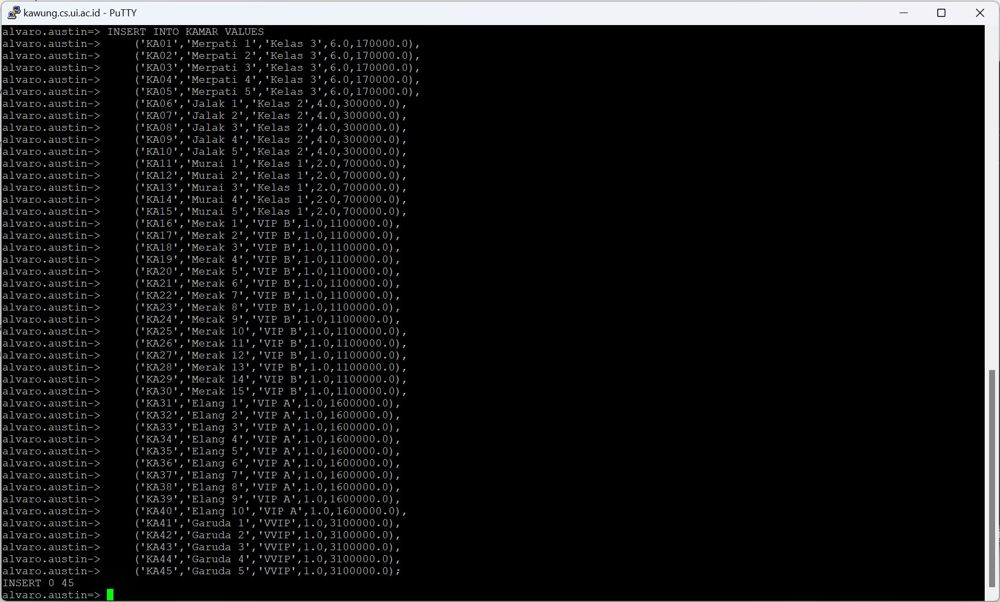 kawung.cs.ui.ac.id - PuTTY
alvaro.austin=> INSERT INTO KAMAR VALUES
alvaro.austin->     ('KA01','Merpati 1','Kelas 3',6.0,170000.0),
alvaro.austin->     ('KA02','Merpati 2','Kelas 3',6.0,170000.0),
alvaro.austin->     ('KA03','Merpati 3','Kelas 3',6.0,170000.0),
alvaro.austin->     ('KA04','Merpati 4','Kelas 3',6.0,170000.0),
alvaro.austin->     ('KA05','Merpati 5','Kelas 3',6.0,170000.0),
alvaro.austin->     ('KA06','Jalak 1','Kelas 2',4.0,300000.0),
alvaro.austin->     ('KA07','Jalak 2','Kelas 2',4.0,300000.0),
alvaro.austin->     ('KA08','Jalak 3','Kelas 2',4.0,300000.0),
alvaro.austin->     ('KA09','Jalak 4','Kelas 2',4.0,300000.0),
alvaro.austin->     ('KA10','Jalak 5','Kelas 2',4.0,300000.0),
alvaro.austin->     ('KA11','Murai 1','Kelas 1',2.0,700000.0),
alvaro.austin->     ('KA12','Murai 2','Kelas 1',2.0,700000.0),
alvaro.austin->     ('KA13','Murai 3','Kelas 1',2.0,700000.0),
alvaro.austin->     ('KA14','Murai 4','Kelas 1',2.0,700000.0),
alvaro.austin->     ('KA15','Murai 5','Kelas 1',2.0,700000.0),
alvaro.austin->     ('KA16','Merak 1','VIP B',1.0,1100000.0),
alvaro.austin->     ('KA17','Merak 2','VIP B',1.0,1100000.0),
alvaro.austin->     ('KA18','Merak 3','VIP B',1.0,1100000.0),
alvaro.austin->     ('KA19','Merak 4','VIP B',1.0,1100000.0),
alvaro.austin->     ('KA20','Merak 5','VIP B',1.0,1100000.0),
alvaro.austin->     ('KA21','Merak 6','VIP B',1.0,1100000.0),
alvaro.austin->     ('KA22','Merak 7','VIP B',1.0,1100000.0),
alvaro.austin->     ('KA23','Merak 8','VIP B',1.0,1100000.0),
alvaro.austin->     ('KA24','Merak 9','VIP B',1.0,1100000.0),
alvaro.austin->     ('KA25','Merak 10','VIP B',1.0,1100000.0),
alvaro.austin->     ('KA26','Merak 11','VIP B',1.0,1100000.0),
alvaro.austin->     ('KA27','Merak 12','VIP B',1.0,1100000.0),
alvaro.austin->     ('KA28','Merak 13','VIP B',1.0,1100000.0),
alvaro.austin->     ('KA29','Merak 14','VIP B',1.0,1100000.0),
alvaro.austin->     ('KA30','Merak 15','VIP B',1.0,1100000.0),
alvaro.austin->     ('KA31','Elang 1','VIP A',1.0,1600000.0),
alvaro.austin->     ('KA32','Elang 2','VIP A',1.0,1600000.0),
alvaro.austin->     ('KA33','Elang 3','VIP A',1.0,1600000.0),
alvaro.austin->     ('KA34','Elang 4','VIP A',1.0,1600000.0),
alvaro.austin->     ('KA35','Elang 5','VIP A',1.0,1600000.0),
alvaro.austin->     ('KA36','Elang 6','VIP A',1.0,1600000.0),
alvaro.austin->     ('KA37','Elang 7','VIP A',1.0,1600000.0),
alvaro.austin->     ('KA38','Elang 8','VIP A',1.0,1600000.0),
alvaro.austin->     ('KA39','Elang 9','VIP A',1.0,1600000.0),
alvaro.austin->     ('KA40','Elang 10','VIP A',1.0,1600000.0),
alvaro.austin->     ('KA41','Garuda 1','VVIP',1.0,3100000.0),
alvaro.austin->     ('KA42','Garuda 2','VVIP',1.0,3100000.0),
alvaro.austin->     ('KA43','Garuda 3','VVIP',1.0,3100000.0),
alvaro.austin->     ('KA44','Garuda 4','VVIP',1.0,3100000.0),
alvaro.austin->     ('KA45','Garuda 5','VVIP',1.0,3100000.0);
INSERT 0 45
alvaro.austin=>